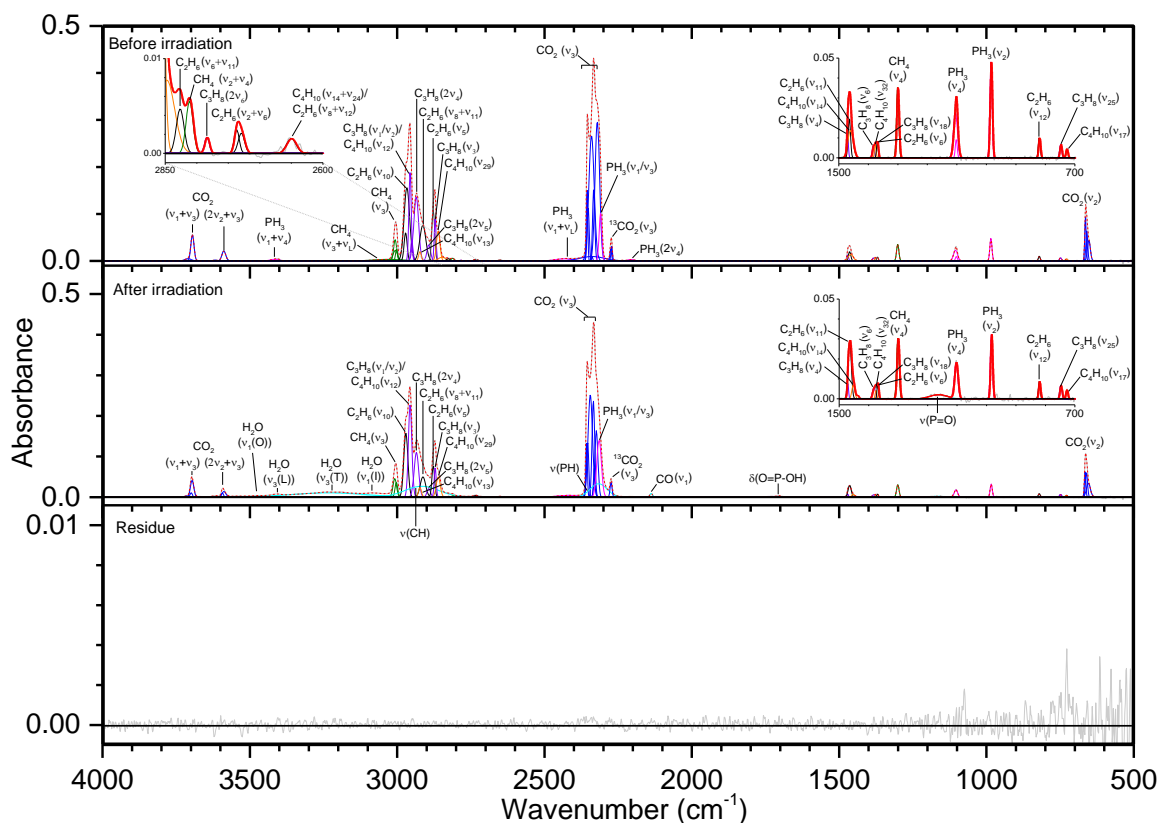 0.5
Before irradiation
0.01
0.00
2850
2600
C2H6(ν6+ν11)
CH4 (ν2+ν4)
C3H8(2ν6)
C2H6(ν2+ν6)
C4H10(ν14+ν24)/
C2H6(ν8+ν12)
CO2
(ν1+ν3)
(2ν2+ν3)
PH3
(ν1+ν4)
CH4
(ν3+νL)
CH4
(ν3)
C2H6(ν10)
C3H8(ν1/ν2)/
C4H10(ν12)
C3H8(2ν4)
C2H6(ν8+ν11)
C2H6(ν5)
C3H8(ν3)
C4H10(ν29)
C3H8(2ν5)
C4H10(ν13)
CO2 (ν3)
PH3(ν1/ν3)
PH3
(ν1+νL)
13CO2(ν3)
PH3(2ν4)
0.05
0.00
1500
700
C2H6(ν11)
C4H10(ν14)
C3H8(ν4)
C3H8(ν6)
C4H10(ν32)
CH4
(ν4)
C3H8(ν18)
C2H6(ν6)
PH3
(ν4)
PH3(ν2)
C2H6
(ν12)
C3H8(ν25)
C4H10(ν17)
CO2(ν2)
0.0
0.5
After irradiation
CO2
(ν1+ν3)
(2ν2+ν3)
H2O
(ν1(O))
H2O
(ν3(L))
H2O
(ν3(T))
H2O
(ν1(I))
CH4(ν3)
C2H6(ν10)
C3H8(ν1/ν2)/
C4H10(ν12)
C3H8(2ν4)
C2H6(ν8+ν11)
C2H6(ν5)
C3H8(ν3)
C4H10(ν29)
C3H8(2ν5)
C4H10(ν13)
ν(CH)
CO2 (ν3)
PH3(ν1/ν3)
ν(PH)
13CO2
(ν3)
CO(ν1)
δ(O=P-OH)
0.05
0.00
1500
700
C2H6(ν11)
C4H10(ν14)
C3H8(ν4)
C3H8(ν6)
C4H10(ν32)
CH4
(ν4)
C3H8(ν18)
C2H6(ν6)
PH3
(ν4)
PH3
(ν2)
C2H6
(ν12)
C3H8(ν25)
C4H10(ν17)
ν(P=O)
CO2(ν2)
0.0
0.01
Residue
0.00
4000 3500 3000 2500 2000 1500 1000 500
Wavenumber (cm-1)
Absorbance